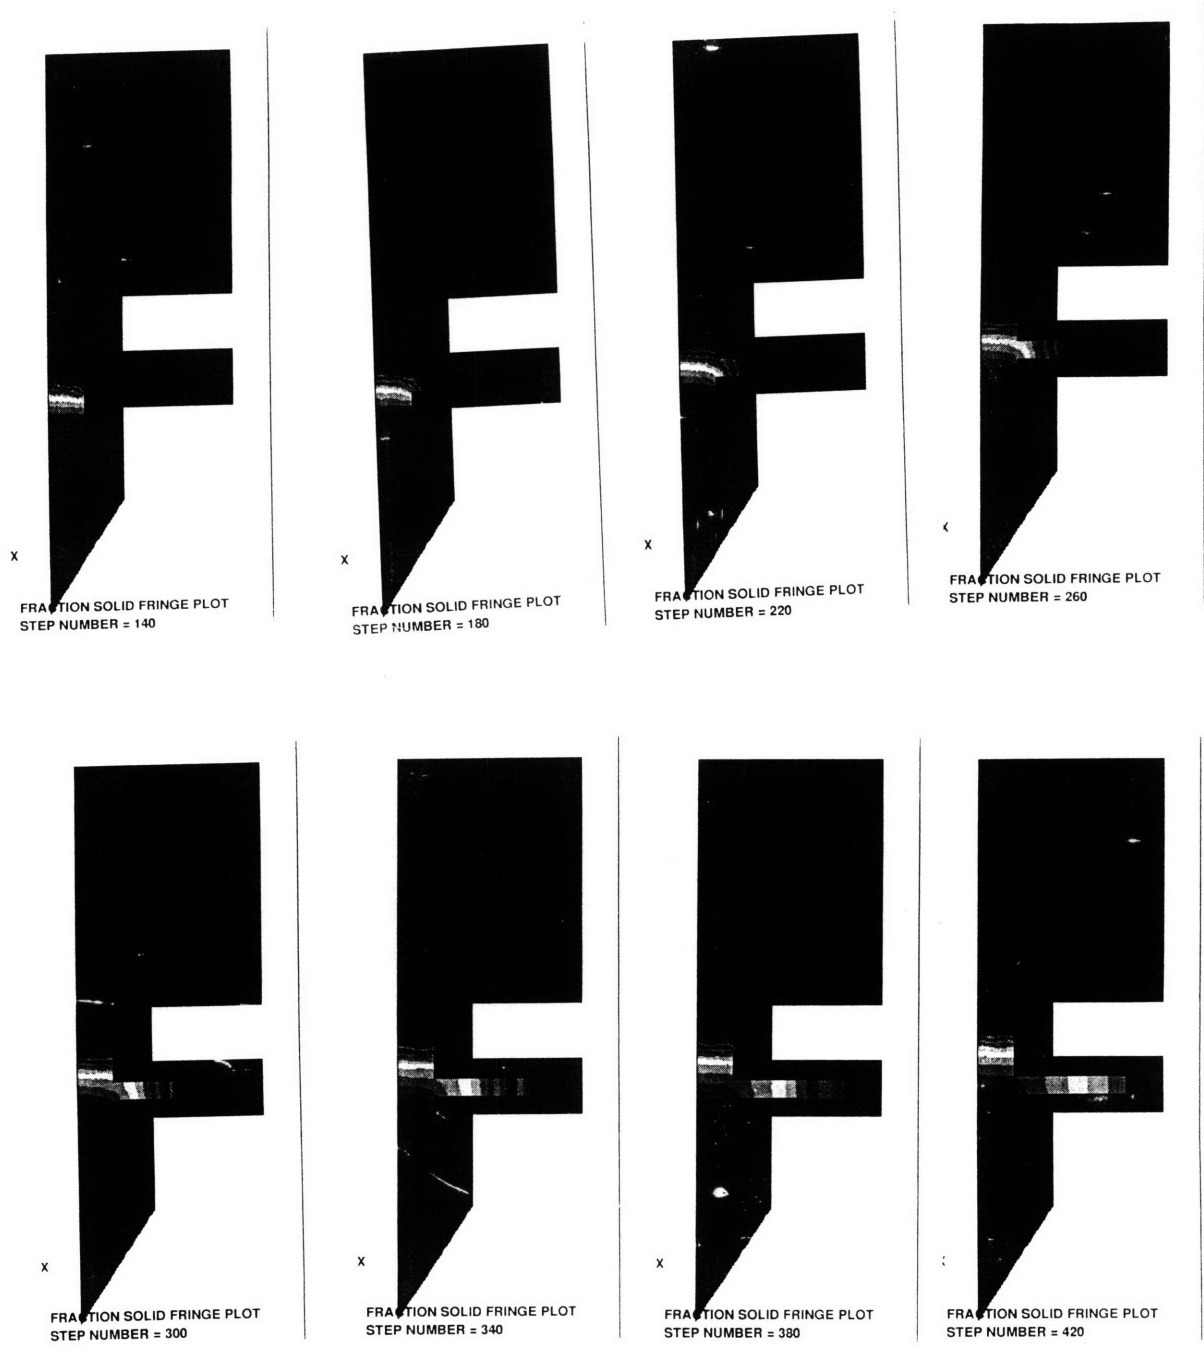 X
FRACTION SOLID FRINGE PLOT
STEP NUMBER = 140
X
FRACTION SOLID FRINGE PLOT
STEP NUMBER = 180
X
FRACTION SOLID FRINGE PLOT
STEP NUMBER = 220
X
FRACTION SOLID FRINGE PLOT
STEP NUMBER = 260
X
FRACTION SOLID FRINGE PLOT
STEP NUMBER = 300
X
FRACTION SOLID FRINGE PLOT
STEP NUMBER = 340
X
FRACTION SOLID FRINGE PLOT
STEP NUMBER = 380
FRACTION SOLID FRINGE PLOT
STEP NUMBER = 420